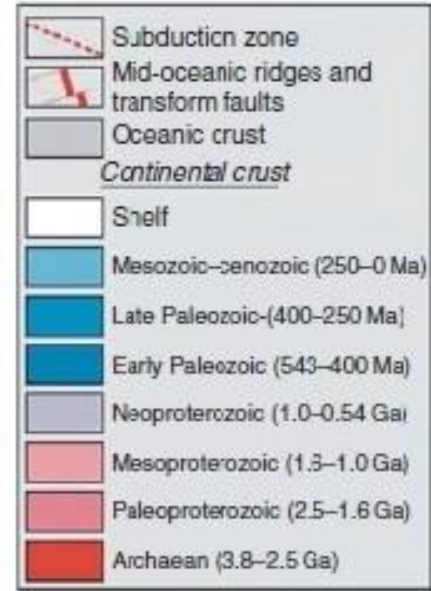 Subduction zone
Mid-oceanic ridges and
transform faults
Oceanic crust
Continental crust
Shelf
Mesozoic-cenozoic (250–0 Ma)
Late Paleozoic-(400–250 Ma)
Early Paleozoic (543–400 Ma)
Neoproterozoic (1.0–0.54 Ga)
Mesoproterozoic (1.6–1.0 Ga)
Paleoproterozoic (2.5–1.6 Ga)
Archaean (3.8–2.5 Ga)